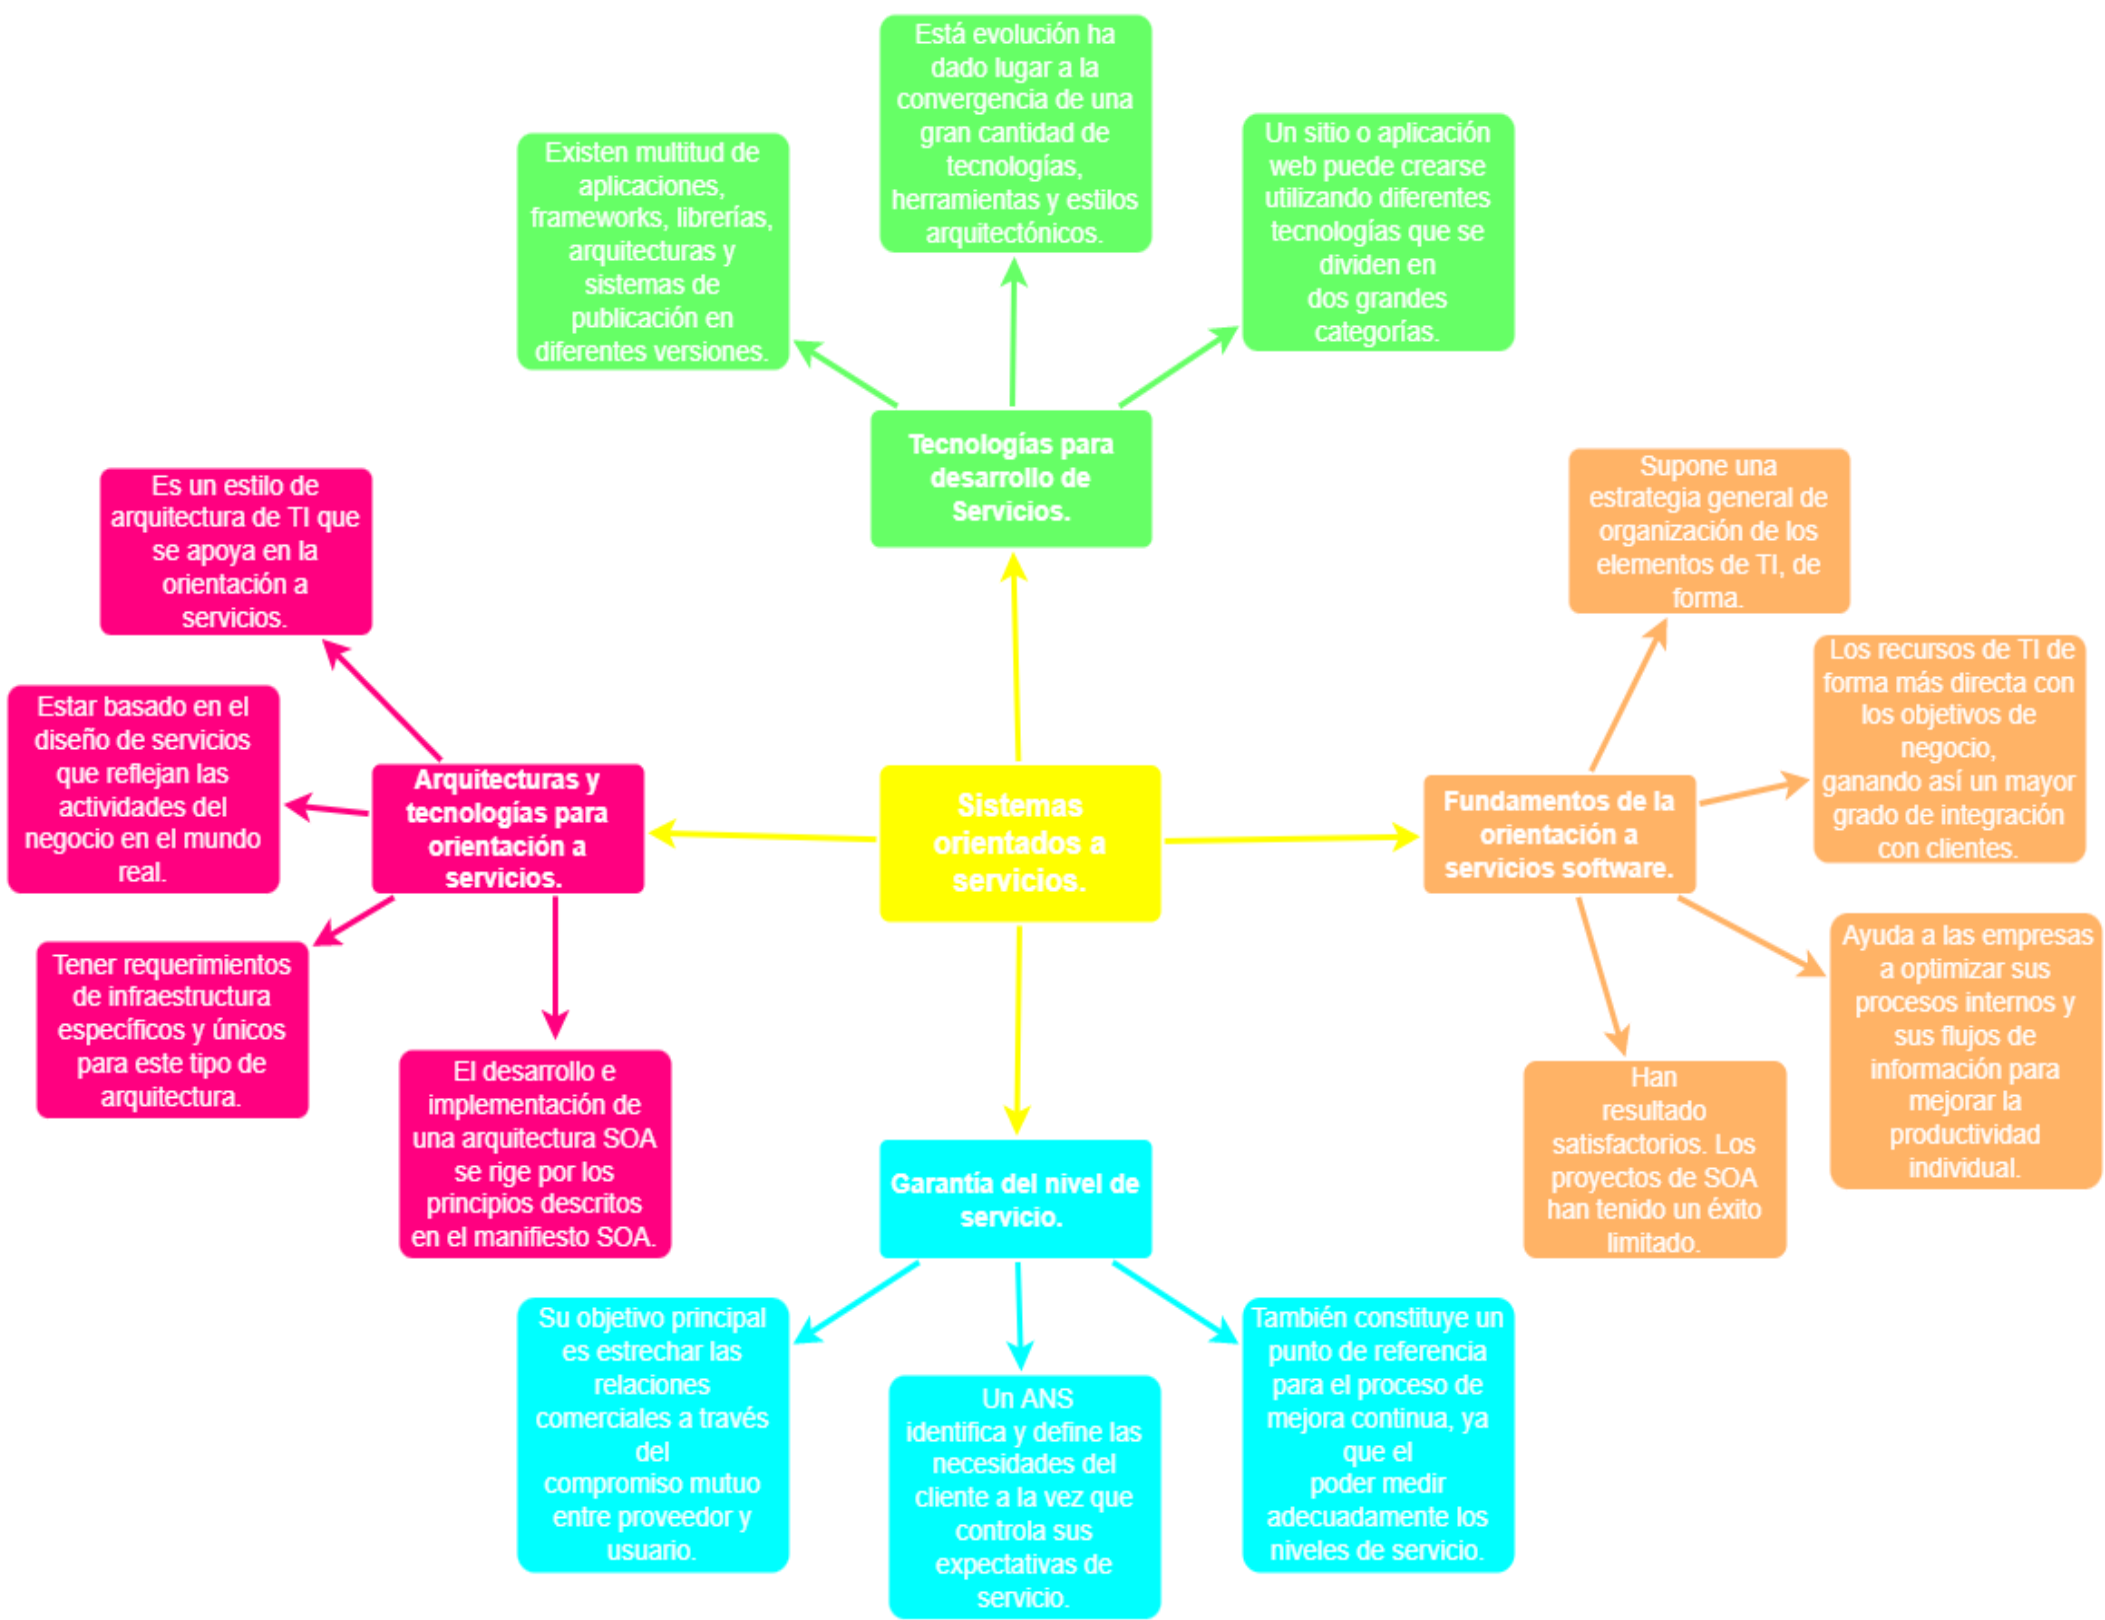 Está evolución ha
dado lugar a la
convergencia de una
gran cantidad de
tecnologías,
herramientas y estilos
arquitectónicos.
Existen multitud de
aplicaciones,
frameworks, librerías,
arquitecturas y
sistemas de
publicación en
diferentes versiones.
Un sitio o aplicación
web puede crearse
utilizando diferentes
tecnologías que se
dividen en
dos grandes
categorías.
Tecnologías para
desarrollo de
Servicios.
Es un estilo de
arquitectura de TI que
se apoya en la
orientación a
servicios.
Estar basado en el
diseño de servicios
que reflejan las
actividades del
negocio en el mundo
real.
Arquitecturas y
tecnologías para
orientación a
servicios.
Tener requerimientos
de infraestructura
específicos y únicos
para este tipo de
arquitectura.
El desarrollo e
implementación de
una arquitectura SOA
se rige por los
principios descritos
en el manifiesto SOA.
Sistemas
orientados a
servicios.
Supone una
estrategia general de
organización de los
elementos de TI, de
forma.
Los recursos de TI de
forma más directa con
los objetivos de
negocio,
ganando así un mayor
grado de integración
con clientes.
Fundamentos de la
orientación a
servicios software.
Ayuda a las empresas
a optimizar sus
procesos internos y
sus flujos de
información para
mejorar la
productividad
individual.
Han
resultado
satisfactorios. Los
proyectos de SOA
han tenido un éxito
limitado.
Garantía del nivel de
servicio.
Su objetivo principal
es estrechar las
relaciones
comerciales a través
del
compromiso mutuo
entre proveedor y
usuario.
Un ANS
identifica y define las
necesidades del
cliente a la vez que
controla sus
expectativas de
servicio.
También constituye un
punto de referencia
para el proceso de
mejora continua, ya
que el
poder medir
adecuadamente los
niveles de servicio.